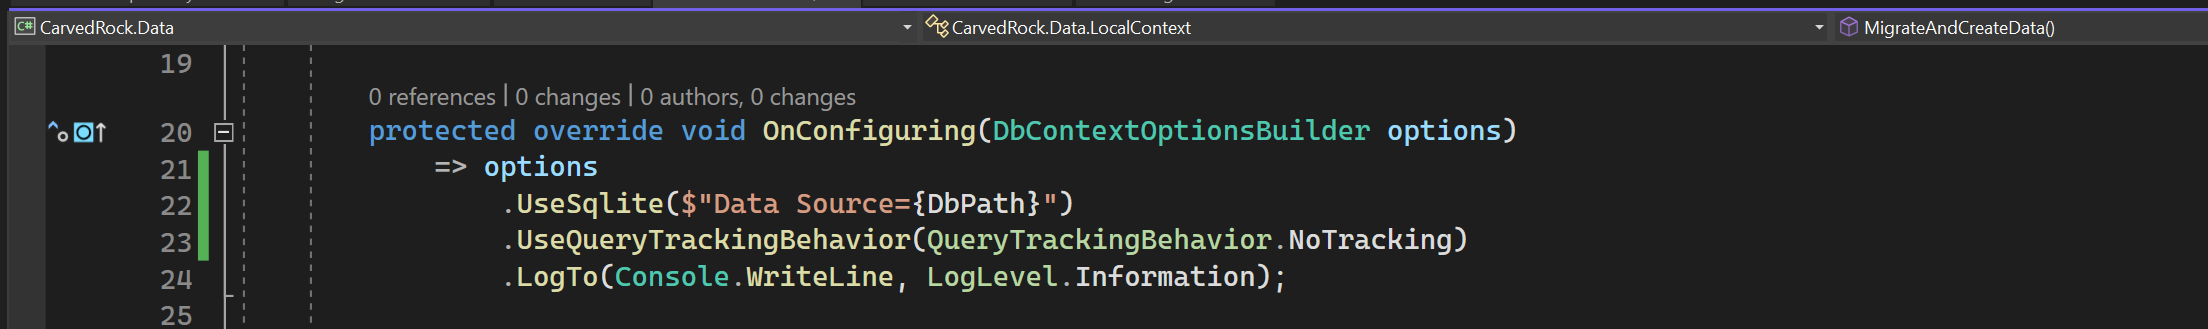 CarvedRock.Data CarvedRock.Data.LocalContext MigrateAndCreateData()
19
0 references | 0 changes | 0 authors, 0 changes
20 protected override void OnConfiguring(DbContextOptionsBuilder options)
21 => options
22 .UseSqlite($"Data Source={DbPath}")
23 .UseQueryTrackingBehavior(QueryTrackingBehavior.NoTracking)
24 .LogTo(Console.WriteLine, LogLevel.Information);
25